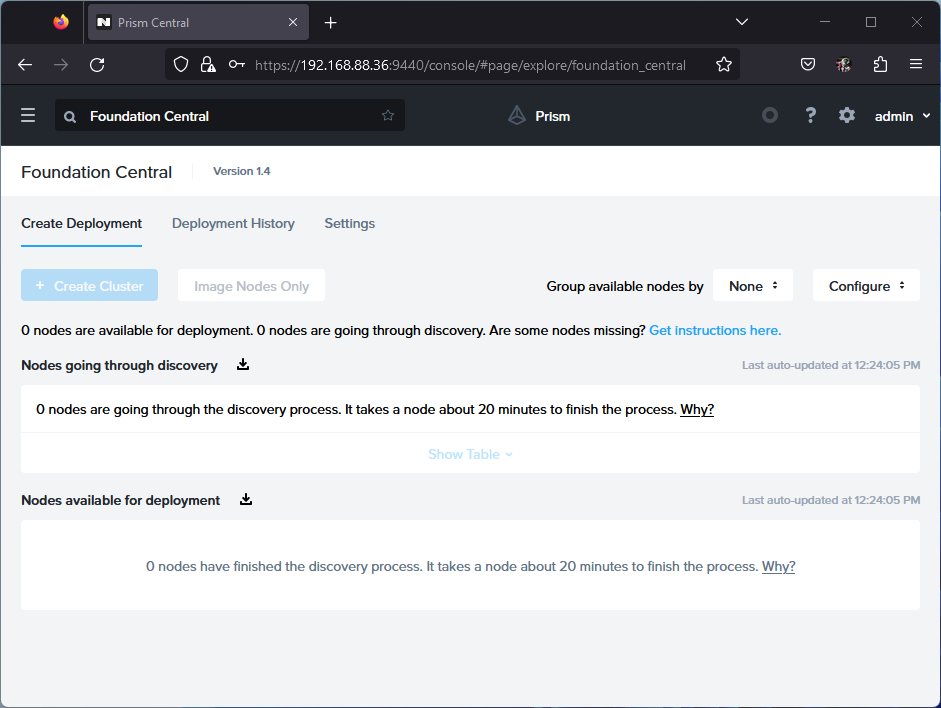 Prism Central
https://192.168.88.36:9440/console/#page/explore/foundation_central
Foundation Central
Prism
? admin
Foundation Central Version 1.4
Create Deployment Deployment History Settings
+ Create Cluster Image Nodes Only Group available nodes by None Configure
0 nodes are available for deployment. 0 nodes are going through discovery. Are some nodes missing? Get instructions here.
Nodes going through discovery Last auto-updated at 12:24:05 PM
0 nodes are going through the discovery process. It takes a node about 20 minutes to finish the process. Why?
Show Table
Nodes available for deployment Last auto-updated at 12:24:05 PM
0 nodes have finished the discovery process. It takes a node about 20 minutes to finish the process. Why?